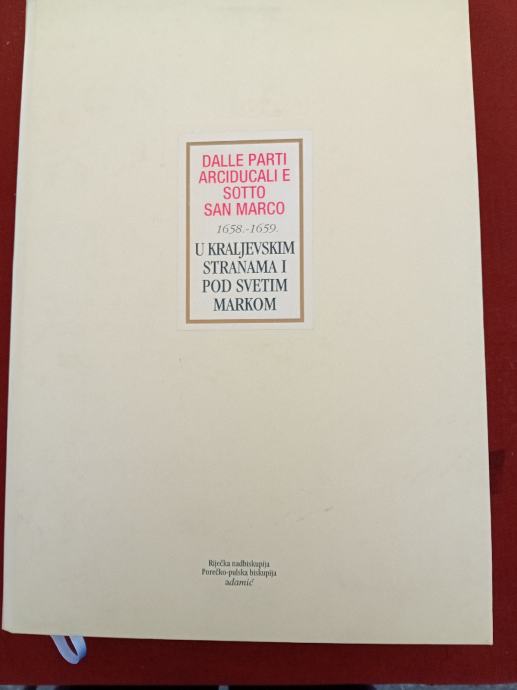 DALLE PARTI
ARCIDUCALI E
SOTTO
SAN MARCO
1658.-1659.
U KRALJEVSKIM
STRANAMA I
POD SVETIM
MARKOM
Riječka nadbiskupija
Porečko-pulska biskupija
adamić